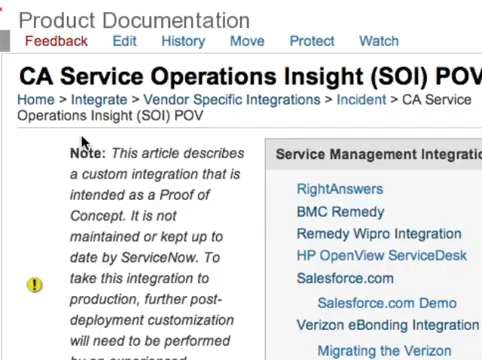 Product Documentation
Feedback Edit History Move Protect Watch
CA Service Operations Insight (SOI) POV
Home > Integrate > Vendor Specific Integrations > Incident > CA Service
Operations Insight (SOI) POV
Note: This article describes
a custom integration that is
intended as a Proof of
Concept. It is not
maintained or kept up to
date by ServiceNow. To
take this integration to
production, further post-
deployment customization
will need to be performed
by an experienced
Service Management Integratio
RightAnswers
BMC Remedy
Remedy Wipro Integration
HP OpenView ServiceDesk
Salesforce.com
Salesforce.com Demo
Verizon eBonding Integration
Migrating the Verizon